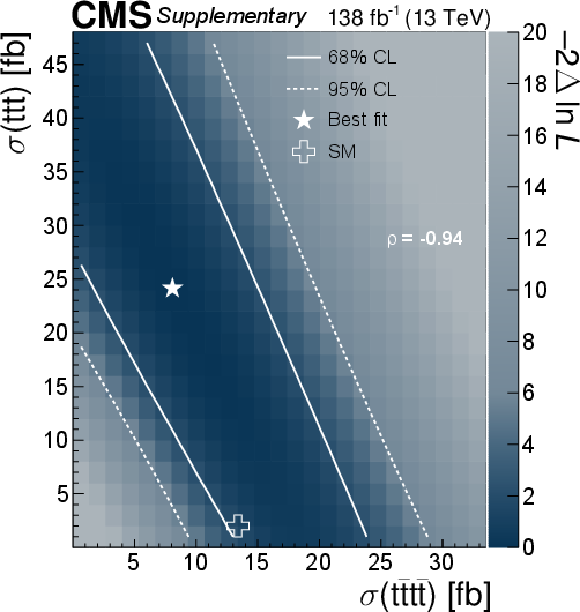 CMS Supplementary 138 fb⁻¹ (13 TeV)
σ(ttt) [fb]
45
40
35
30
25
20
15
10
5
68% CL
95% CL
Best fit
SM
ρ = -0.94
5 10 15 20 25 30
σ(tt̄tt̄) [fb]
20
18
16
14
12
10
8
6
4
2
0
−2Δ ln L